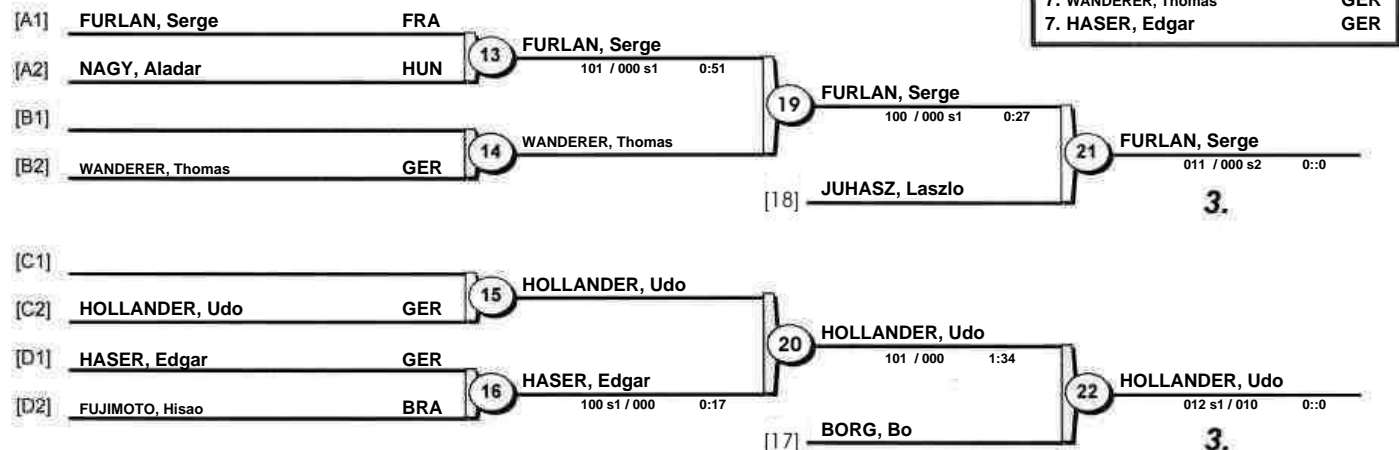 7. WANDERER, Thomas GER
7. HASER, Edgar GER
[A1] FURLAN, Serge FRA
[A2] NAGY, Aladar HUN
13 FURLAN, Serge
101 / 000 s1 0:51
[B1]
[B2] WANDERER, Thomas GER
14 WANDERER, Thomas
19 FURLAN, Serge
100 / 000 s1 0:27
[18] JUHASZ, Laszlo
21 FURLAN, Serge
011 / 000 s2 0::0
3.
[C1]
[C2] HOLLANDER, Udo GER
15 HOLLANDER, Udo
[D1] HASER, Edgar GER
[D2] FUJIMOTO, Hisao BRA
16 HASER, Edgar
100 s1 / 000 0:17
20 HOLLANDER, Udo
101 / 000 1:34
[17] BORG, Bo
22 HOLLANDER, Udo
012 s1 / 010 0::0
3.